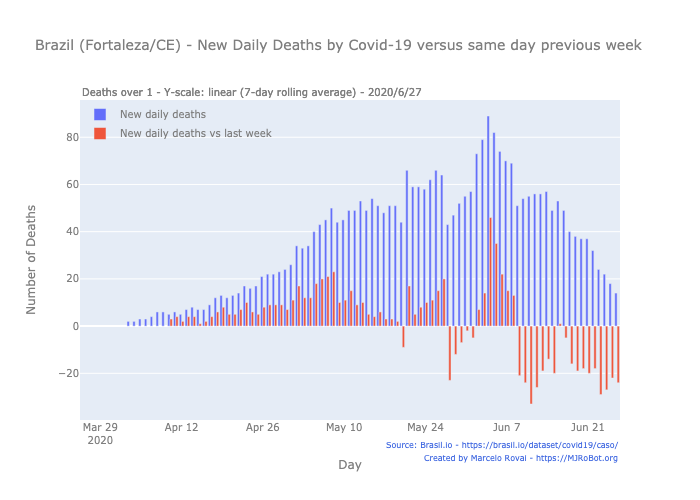 Brazil (Fortaleza/CE) - New Daily Deaths by Covid-19 versus same day previous week
Deaths over 1 - Y-scale: linear (7-day rolling average) - 2020/6/27
New daily deaths
New daily deaths vs last week
80
60
40
20
0
−20
Number of Deaths
Mar 29
2020
Apr 12
Apr 26
May 10
May 24
Jun 7
Jun 21
Day
Source: Brasil.io - https://brasil.io/dataset/covid19/caso/
Created by Marcelo Rovai - https://MJRoBot.org